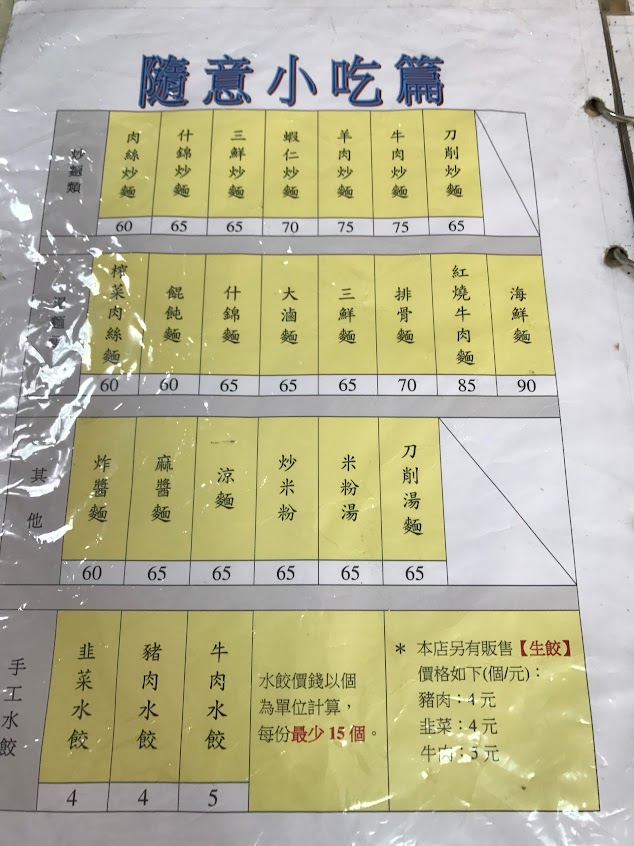 隨意小吃篇
炒麵類
肉絲炒麵
什錦炒麵
三鮮炒麵
蝦仁炒麵
羊肉炒麵
牛肉炒麵
刀削炒麵
60 65 65 70 75 75 65
湯麵
榨菜肉絲麵
餛飩麵
什錦麵
大滷麵
三鮮麵
排骨麵
紅燒牛肉麵
海鮮麵
60 60 65 65 65 70 85 90
其他
炸醬麵
麻醬麵
涼麵
炒米粉
米粉湯
刀削湯麵
60 65 65 65 65 65
手工水餃
韭菜水餃
豬肉水餃
牛肉水餃
4 4 5
水餃價錢以個
為單位計算，
每份最少 15 個。
* 本店另有販售【生餃】
價格如下(個/元)：
豬肉：4 元
韭菜：4 元
牛肉：5 元